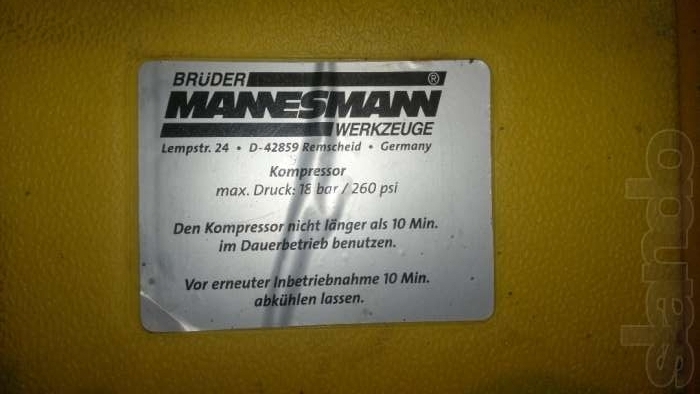 BRÜDER
MANNESMANN®
WERKZEUGE
Lempstr. 24 • D-42859 Remscheid • Germany
Kompressor
max. Druck: 18 bar / 260 psi
Den Kompressor nicht länger als 10 Min.
im Dauerbetrieb benutzen.
Vor erneuter Inbetriebnahme 10 Min.
abkühlen lassen.
slando